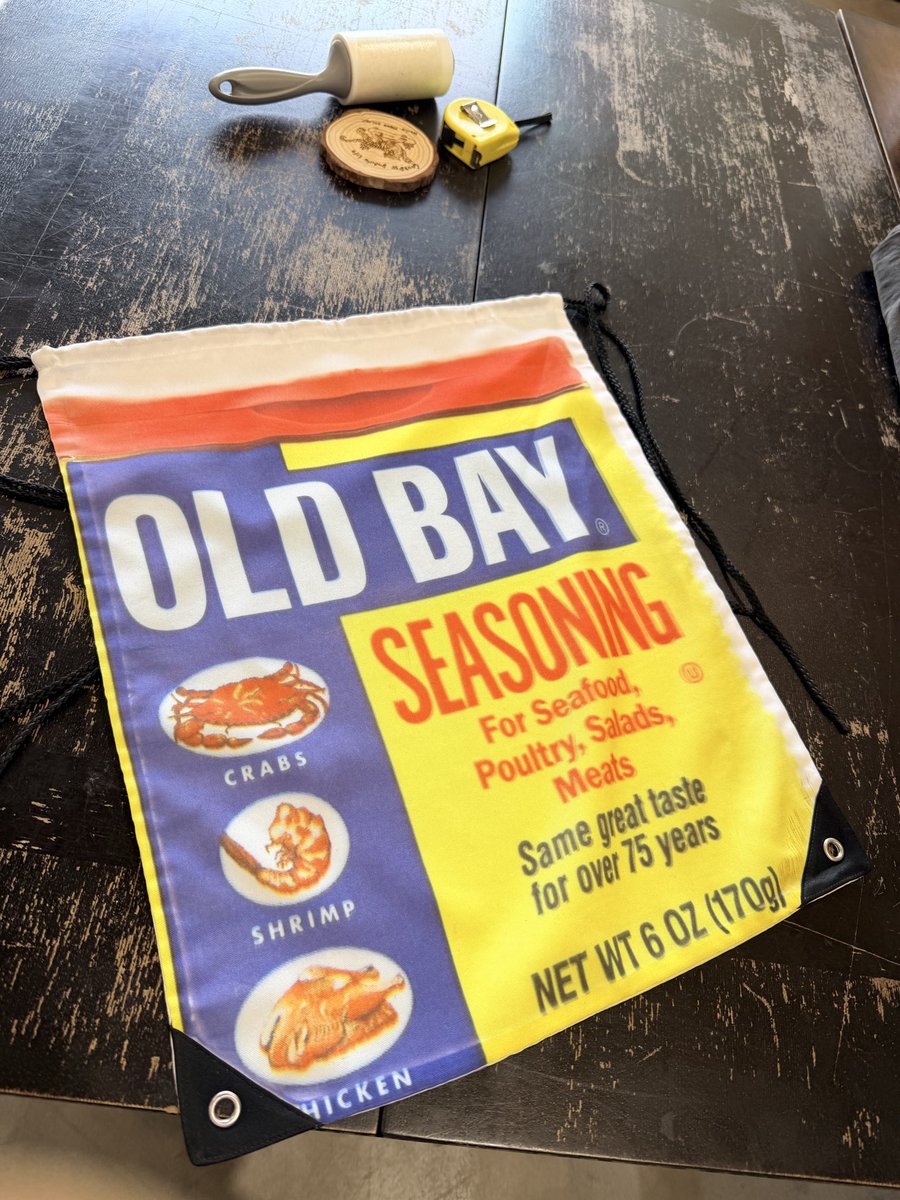 OLD BAY®
SEASONING
For Seafood,
Poultry, Salads,
Meats
U
Same great taste
for over 75 years
NET WT 6 OZ (170g)
CRABS
SHRIMP
HICKEN